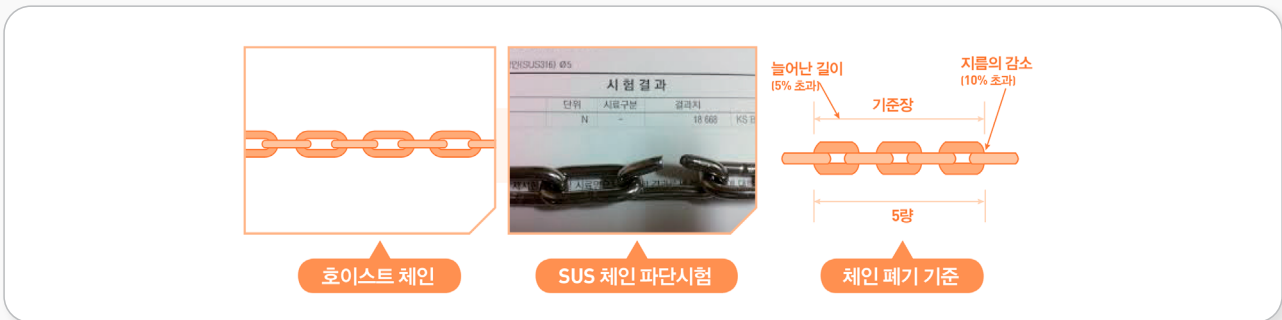 인(SUS316) Ø5
시 험 결 과
단위 시료구분 결과치
N - 18 668 KS B
호이스트 체인
SUS 체인 파단시험
늘어난 길이
(5% 초과)
지름의 감소
(10% 초과)
기준장
5량
체인 폐기 기준